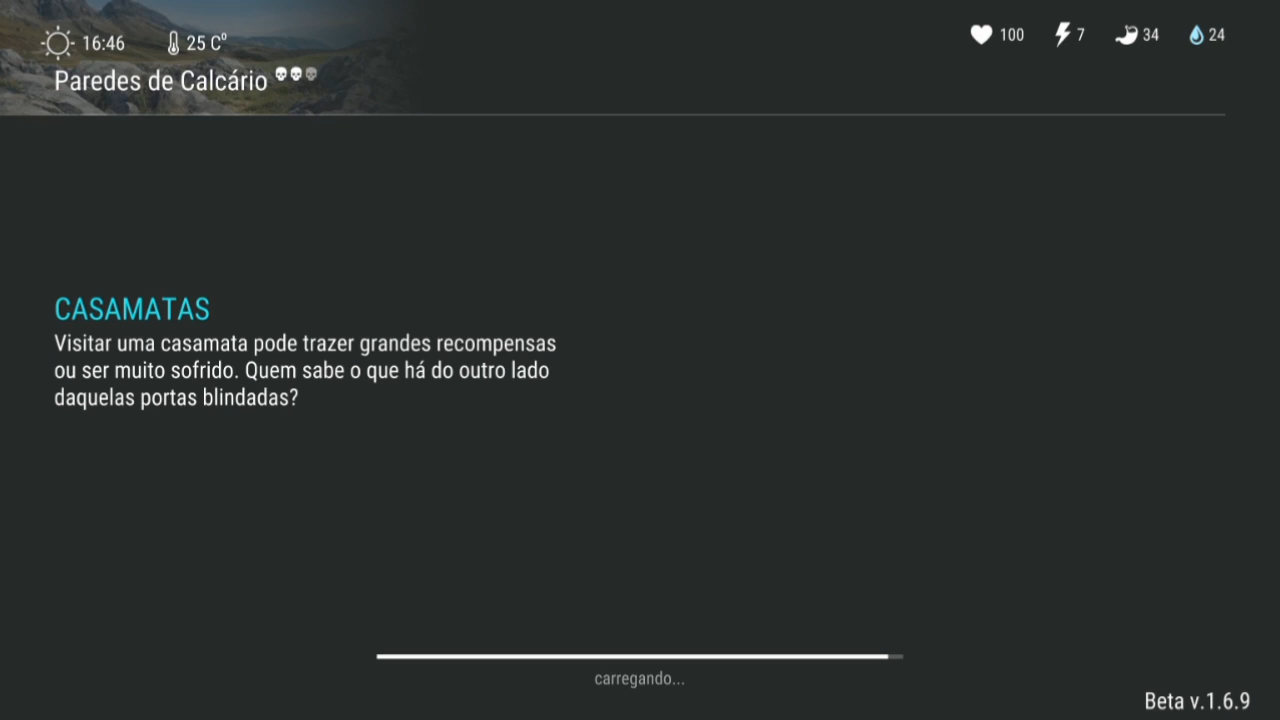 16:46 25 Cº
100 7 34 24
Paredes de Calcário
CASAMATAS
Visitar uma casamata pode trazer grandes recompensas
ou ser muito sofrido. Quem sabe o que há do outro lado
daquelas portas blindadas?
carregando...
Beta v.1.6.9